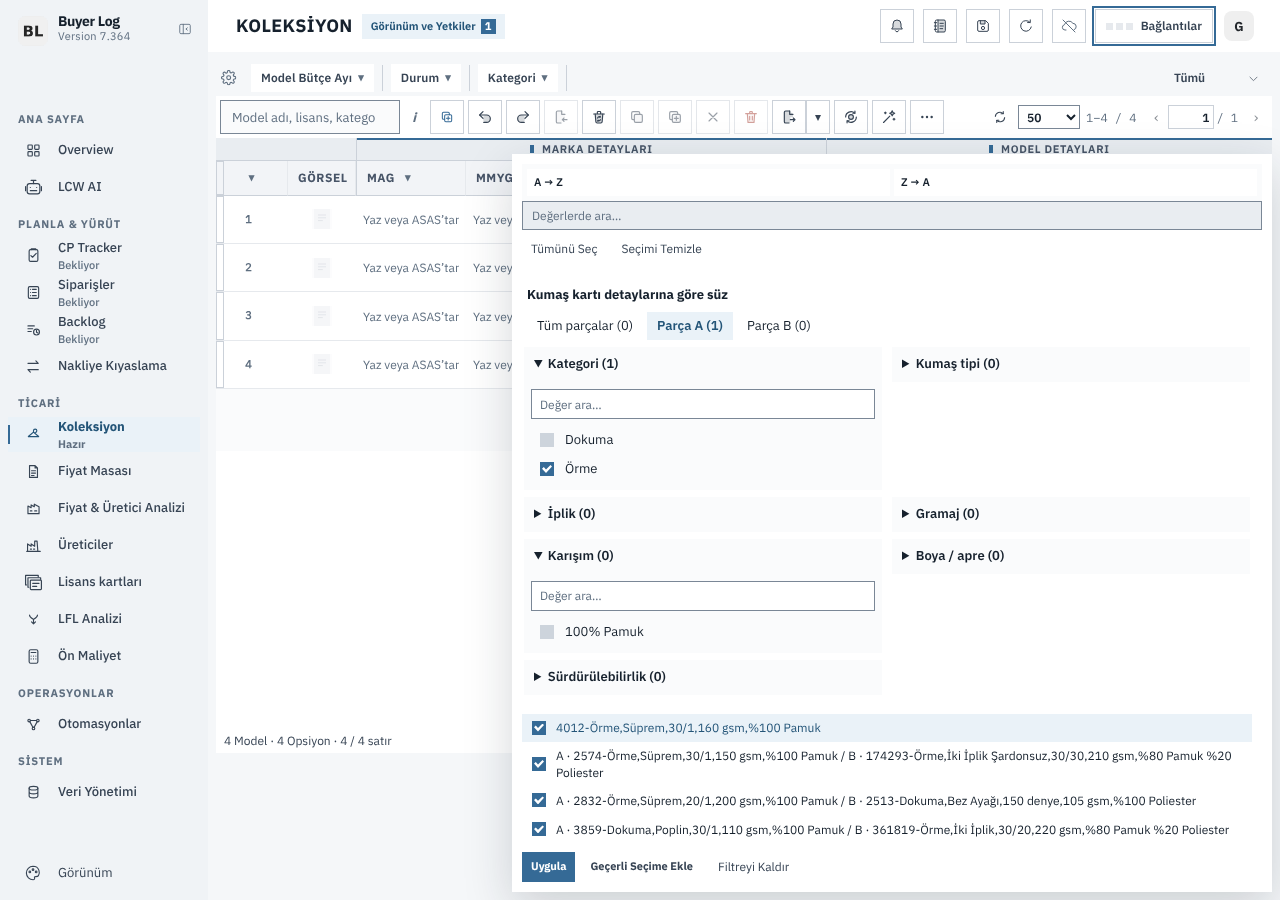 BL
Buyer Log
Version 7.364
KOLEKSİYON
Görünüm ve Yetkiler 1
Bağlantılar
G
Model Bütçe Ayı ▾
Durum ▾
Kategori ▾
Tümü
Model adı, lisans, katego
i
50
1–4 / 4
‹ 1 / 1 ›
MARKA DETAYLARI
MODEL DETAYLARI
GÖRSEL
MAG ▾
MMYG
1
Yaz veya ASAS'tar
Yaz vey
2
Yaz veya ASAS'tar
Yaz vey
3
Yaz veya ASAS'tar
Yaz vey
4
Yaz veya ASAS'tar
Yaz vey
4 Model · 4 Opsiyon · 4 / 4 satır
ANA SAYFA
Overview
LCW AI
PLANLA & YÜRÜT
CP Tracker
Bekliyor
Siparişler
Bekliyor
Backlog
Bekliyor
Nakliye Kıyaslama
TİCARİ
Koleksiyon
Hazır
Fiyat Masası
Fiyat & Üretici Analizi
Üreticiler
Lisans kartları
LFL Analizi
Ön Maliyet
OPERASYONLAR
Otomasyonlar
SİSTEM
Veri Yönetimi
Görünüm
A → Z
Z → A
Değerlerde ara…
Tümünü Seç
Seçimi Temizle
Kumaş kartı detaylarına göre süz
Tüm parçalar (0)
Parça A (1)
Parça B (0)
▼ Kategori (1)
▶ Kumaş tipi (0)
Değer ara…
Dokuma
Örme
▶ İplik (0)
▶ Gramaj (0)
▼ Karışım (0)
▶ Boya / apre (0)
Değer ara…
100% Pamuk
▶ Sürdürülebilirlik (0)
4012-Örme,Süprem,30/1,160 gsm,%100 Pamuk
A · 2574-Örme,Süprem,30/1,150 gsm,%100 Pamuk / B · 174293-Örme,İki İplik Şardonsuz,30/30,210 gsm,%80 Pamuk %20
Poliester
A · 2832-Örme,Süprem,20/1,200 gsm,%100 Pamuk / B · 2513-Dokuma,Bez Ayağı,150 denye,105 gsm,%100 Poliester
A · 3859-Dokuma,Poplin,30/1,110 gsm,%100 Pamuk / B · 361819-Örme,İki İplik,30/20,220 gsm,%80 Pamuk %20 Poliester
Uygula
Geçerli Seçime Ekle
Filtreyi Kaldır